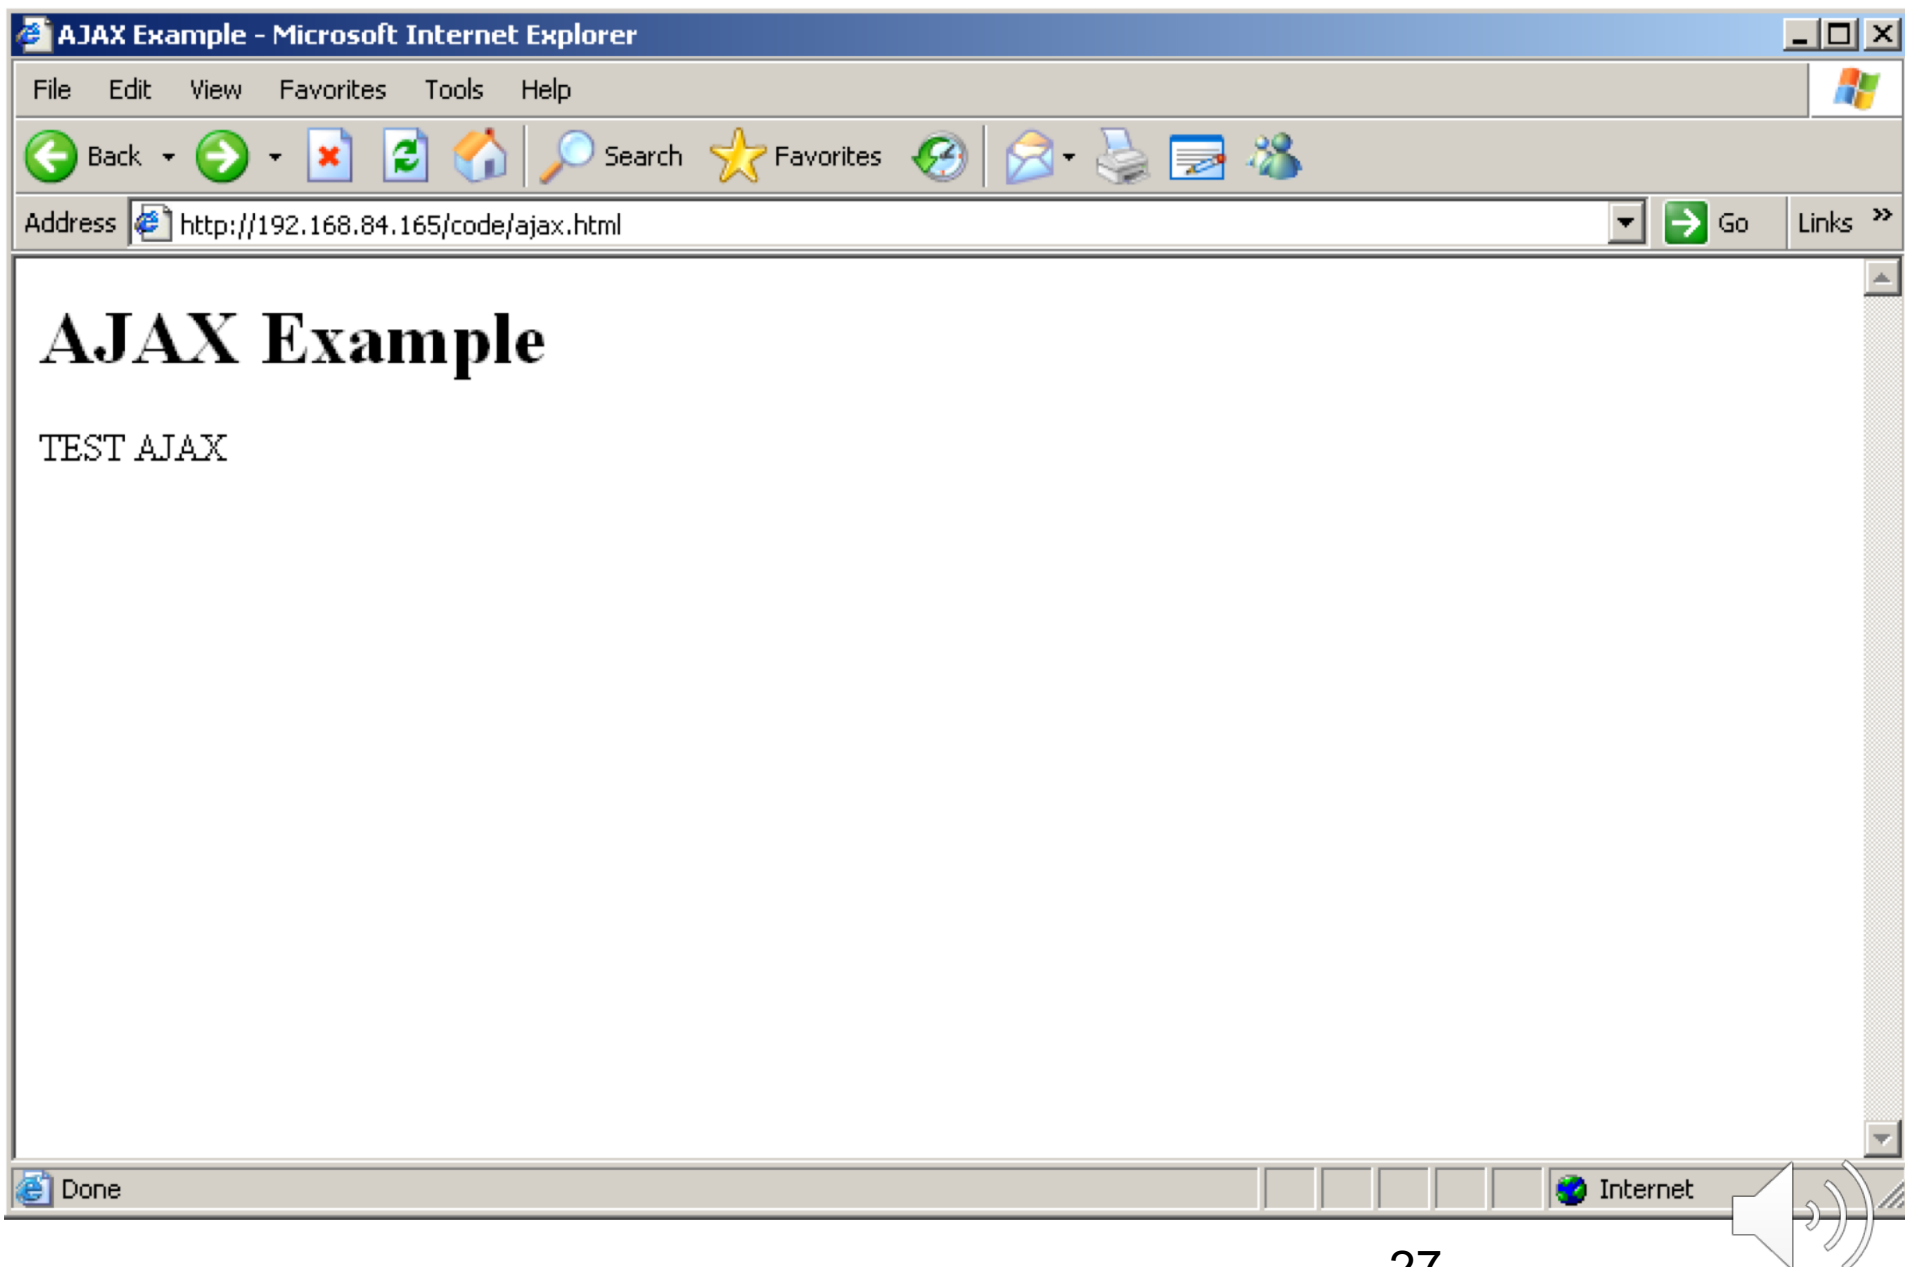 AJAX Example - Microsoft Internet Explorer
File Edit View Favorites Tools Help
Back Search Favorites
Address http://192.168.84.165/code/ajax.html Go Links »
AJAX Example
TEST AJAX
Done Internet
27